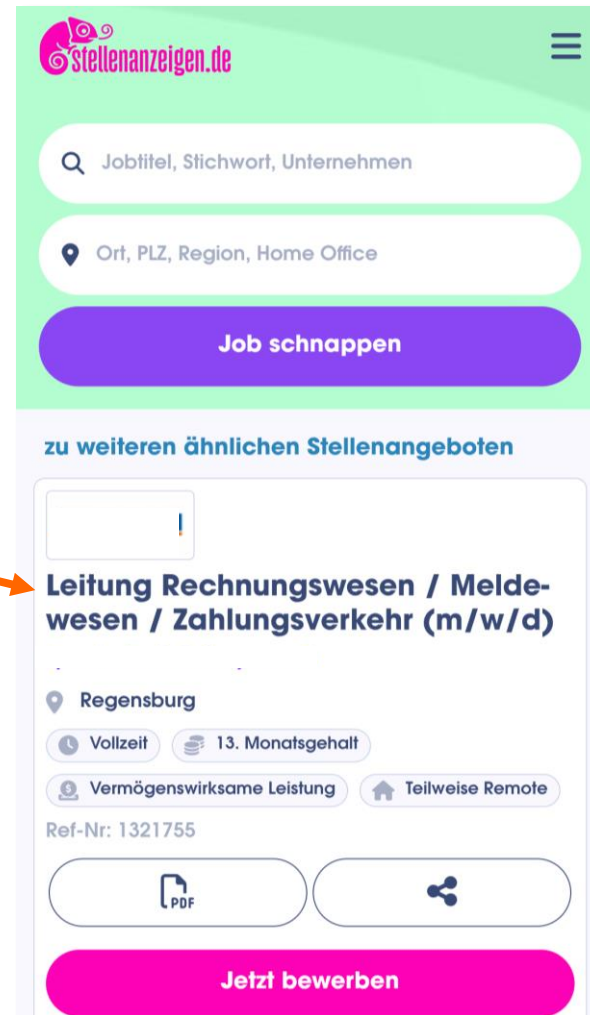 stellenanzeigen.de
Jobtitel, Stichwort, Unternehmen
Ort, PLZ, Region, Home Office
Job schnappen
zu weiteren ähnlichen Stellenangeboten
Leitung Rechnungswesen / Melde-
wesen / Zahlungsverkehr (m/w/d)
Regensburg
Vollzeit 13. Monatsgehalt
Vermögenswirksame Leistung Teilweise Remote
Ref-Nr: 1321755
PDF
Jetzt bewerben